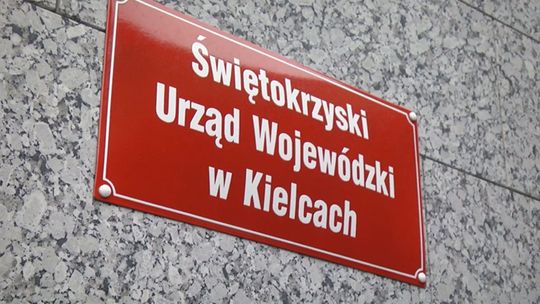 Świętokrzyski
Urząd Wojewódzki
w Kielcach